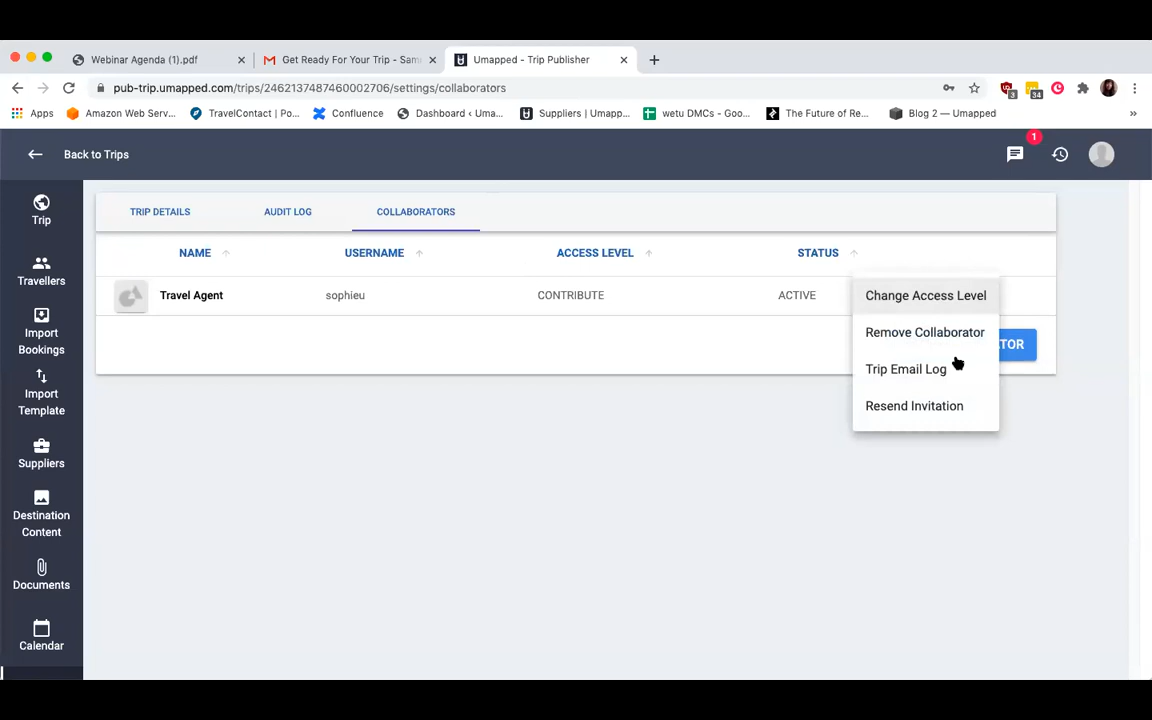 Webinar Agenda (1).pdf
Get Ready For Your Trip - Sam
Umapped - Trip Publisher
pub-trip.umapped.com/trips/2462137487460002706/settings/collaborators
3
34
Apps
Amazon Web Serv...
TravelContact | Po...
Confluence
Dashboard ‹ Uma...
Suppliers | Umapp...
wetu DMCs - Goo...
The Future of Re...
Blog 2 — Umapped
»
Back to Trips
1
Trip
Travellers
Import
Bookings
Import
Template
Suppliers
Destination
Content
Documents
Calendar
TRIP DETAILS
AUDIT LOG
COLLABORATORS
NAME
USERNAME
ACCESS LEVEL
STATUS
Travel Agent
sophieu
CONTRIBUTE
ACTIVE
Change Access Level
Remove Collaborator
TOR
Trip Email Log
Resend Invitation